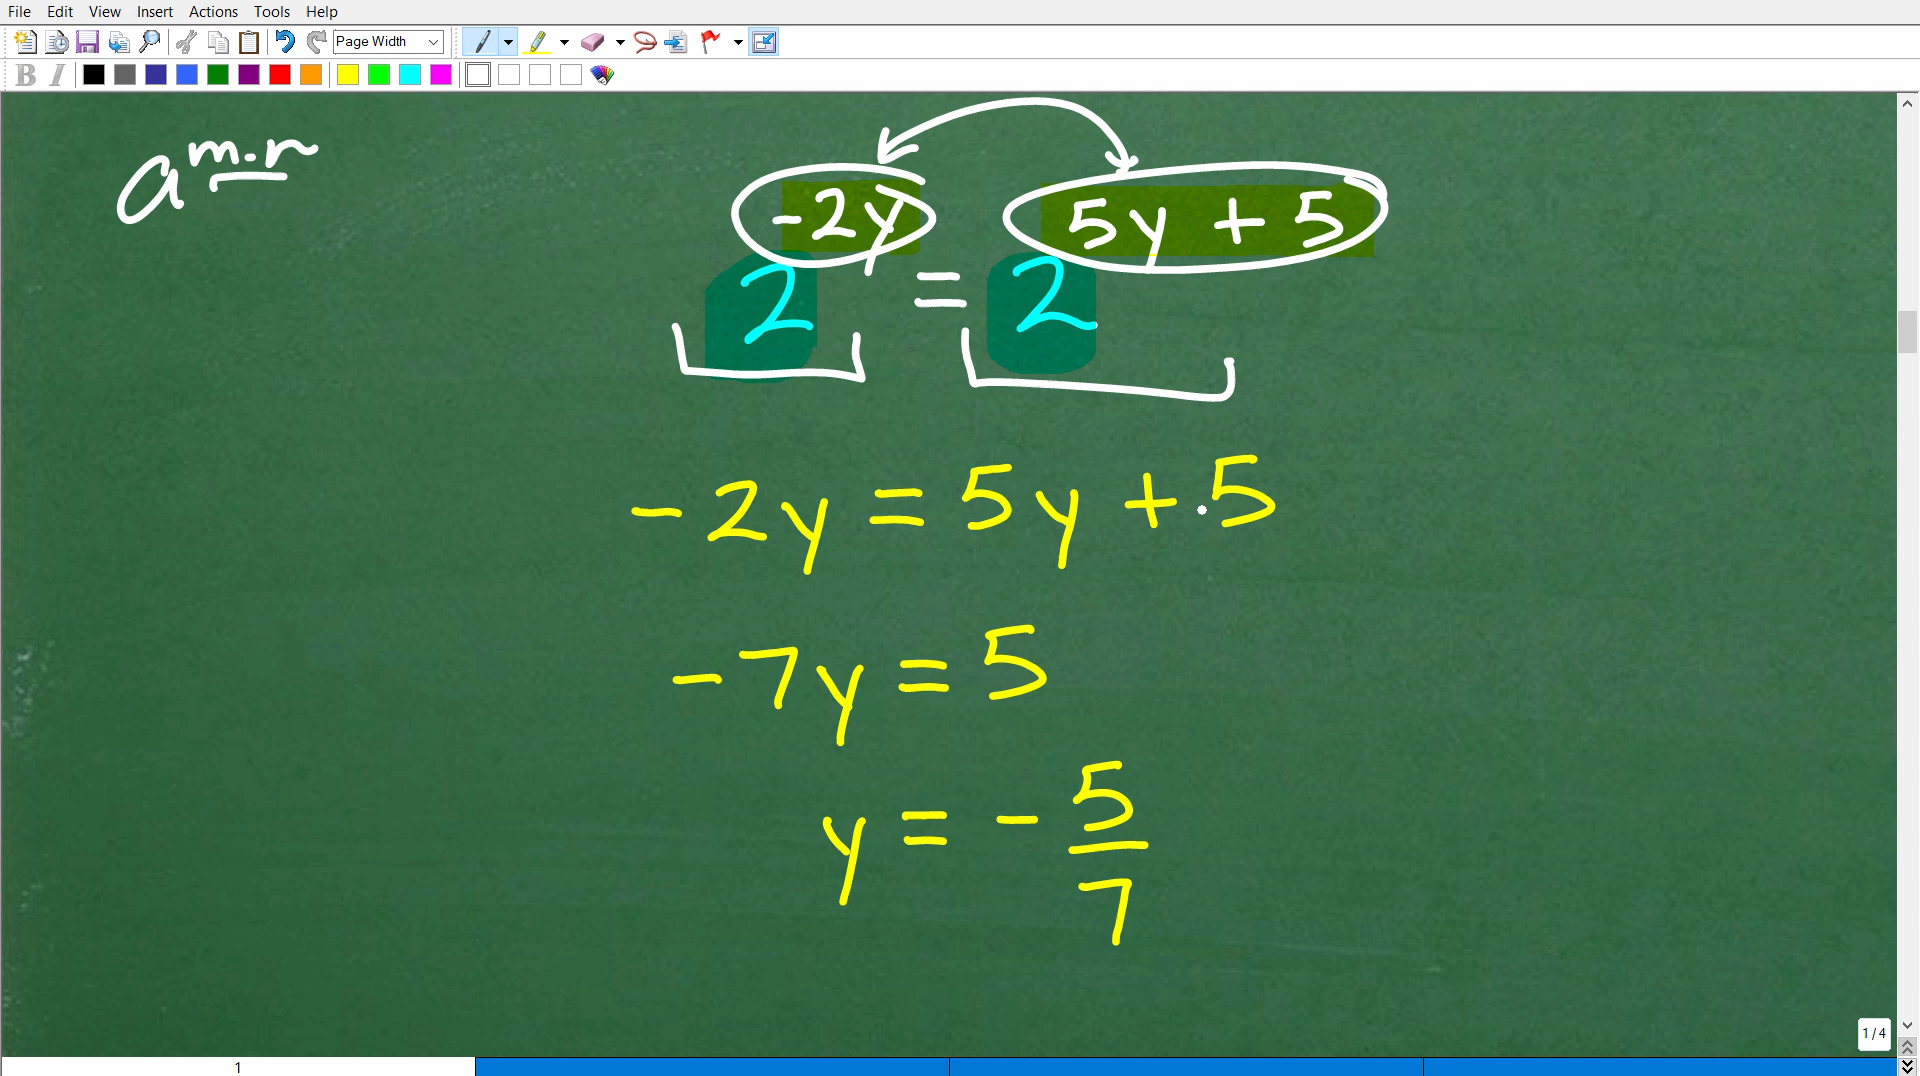 File Edit View Insert Actions Tools Help
Page Width
B I
a^m·n
2^-2y = 2^5y + 5
-2y = 5y + 5
-7y = 5
y = - 5/7
1 / 4
1